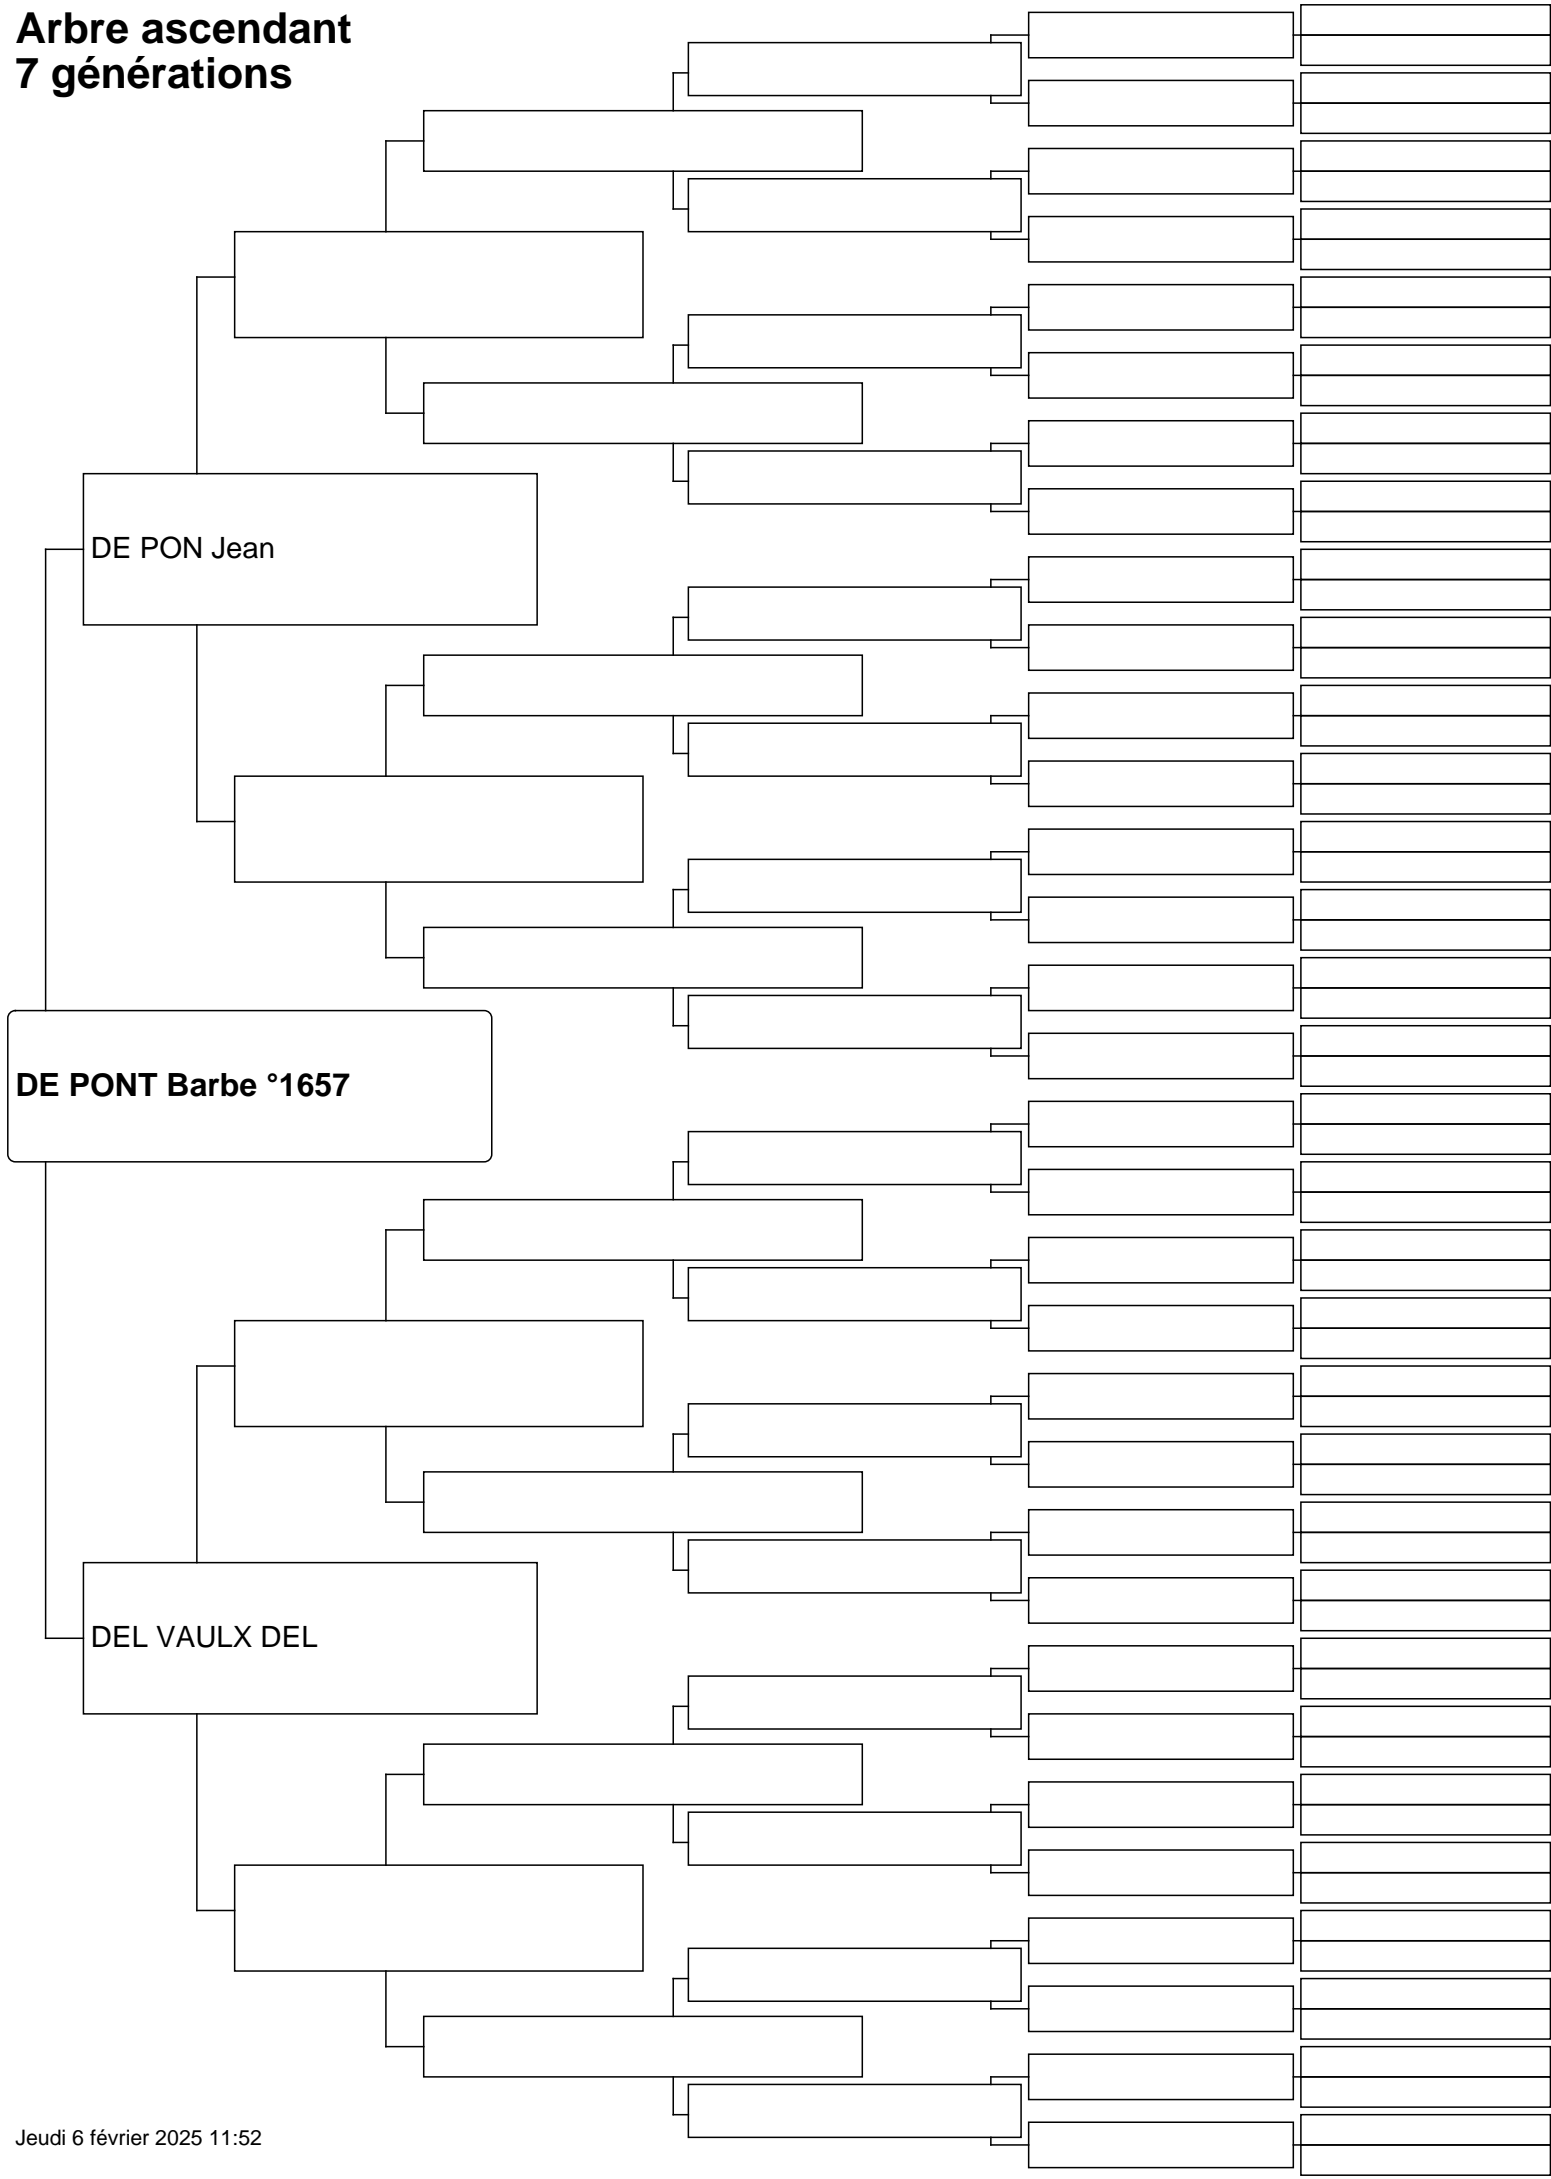 Arbre ascendant
7 générations
DE PON Jean
DE PONT Barbe °1657
DEL VAULX DEL
Jeudi 6 février 2025 11:52